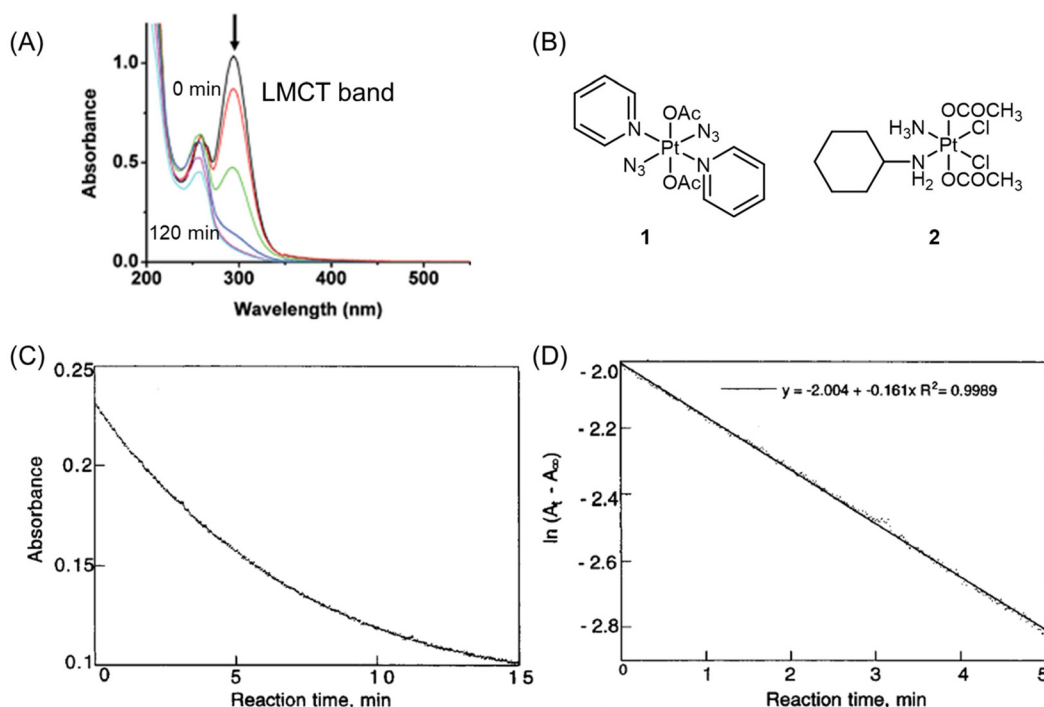 (A)
1.0
0.5
0.0
0 min
120 min
LMCT band
200 300 400 500
Absorbance
Wavelength (nm)
(B)
OAc
N
N3
Pt
N3
N
OAc
1
OCOCH3
H3N
Cl
Pt
N
H2
Cl
OCOCH3
2
(C)
0.25
0.2
0.15
0.1
0 5 10 15
Absorbance
Reaction time, min
(D)
y = -2.004 + -0.161x R2= 0.9989
- 2.0
- 2.2
- 2.4
- 2.6
- 2.8
0 1 2 3 4 5
ln (At - A∞)
Reaction time, min